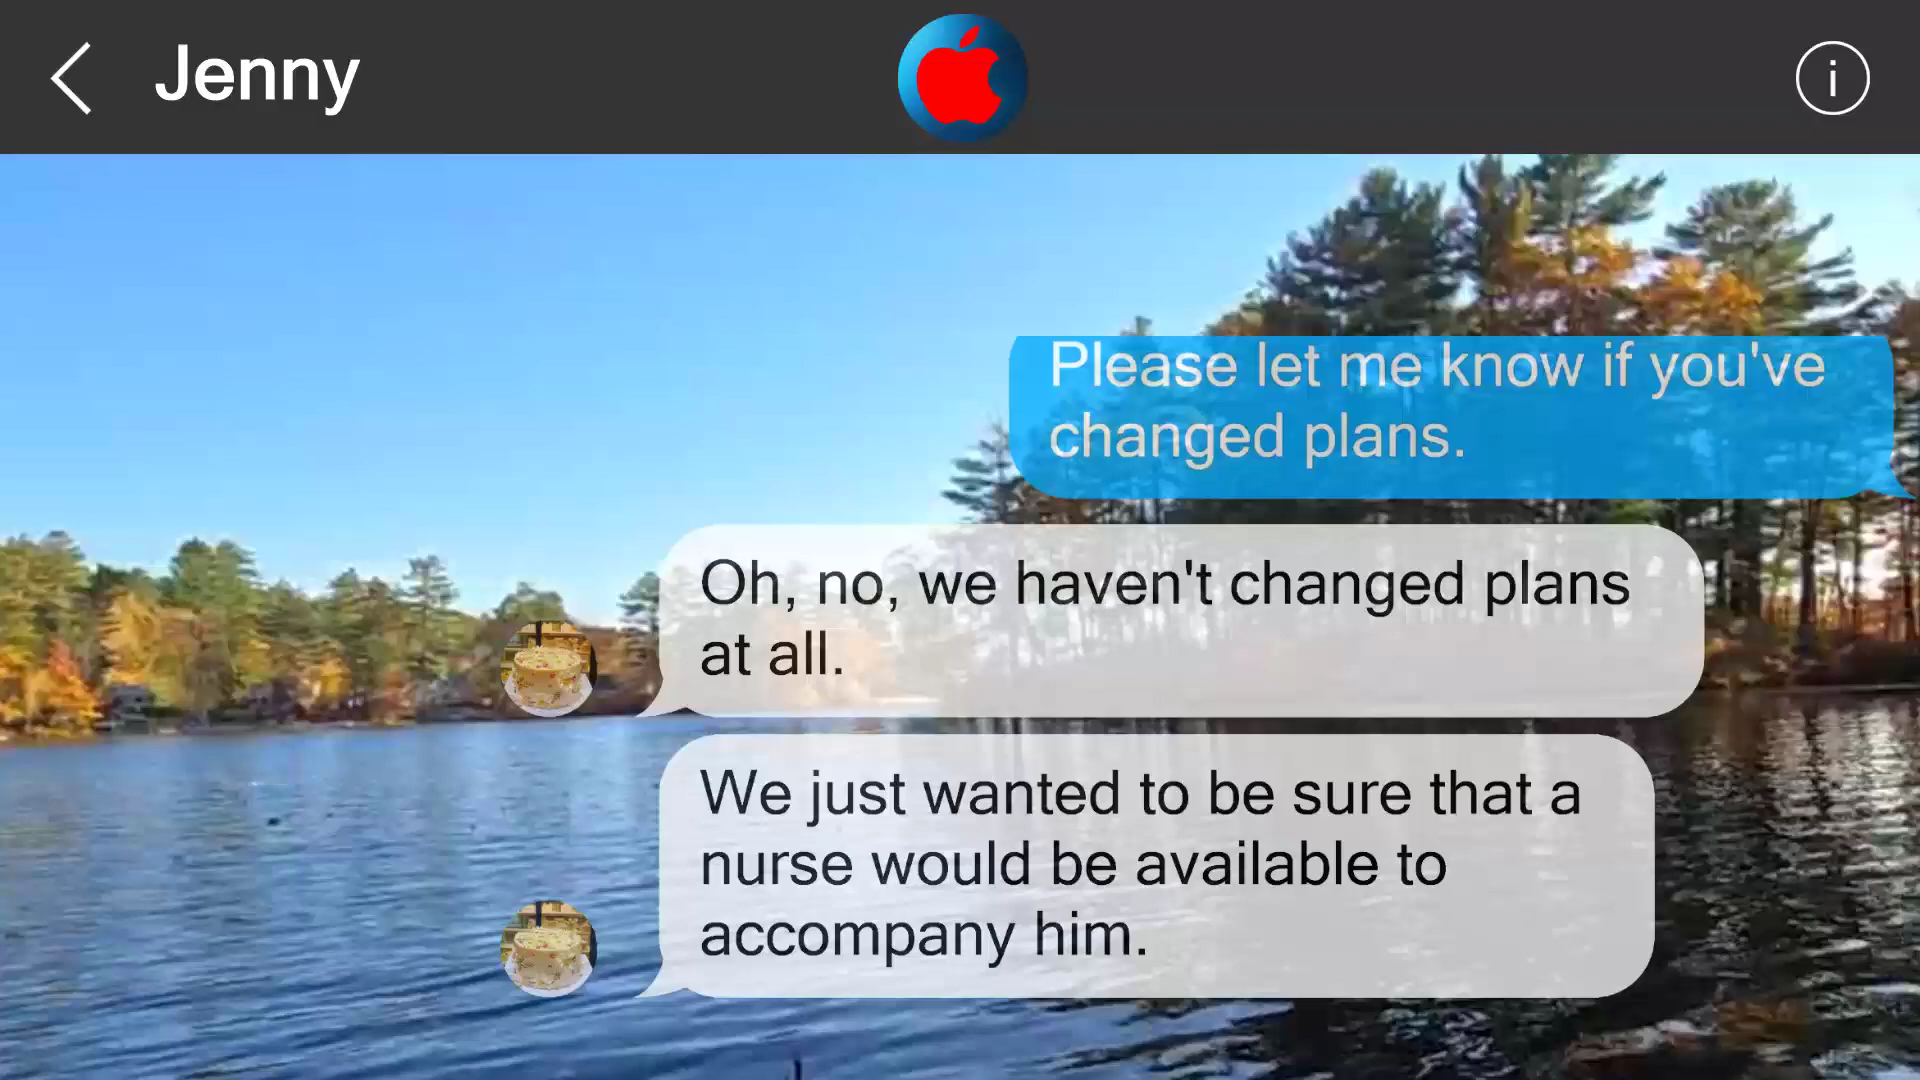 Jenny
i
Please let me know if you've
changed plans.
Oh, no, we haven't changed plans
at all.
We just wanted to be sure that a
nurse would be available to
accompany him.